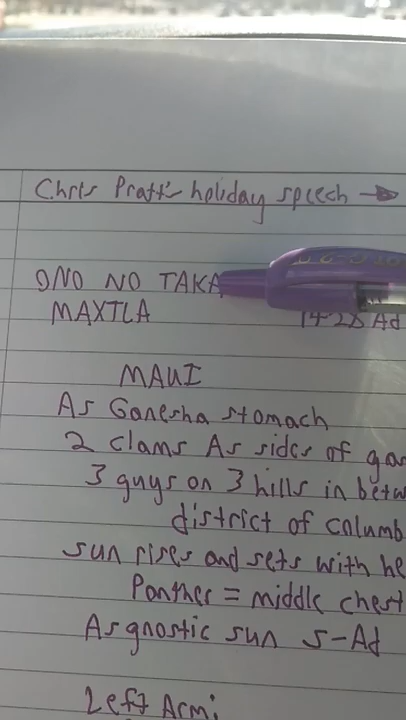 Chris Pratt's holiday speech →
ONO NO TAKA
MAXTLA 1428 Ad
MAUI
As Ganesha stomach
2 clams As sides of
3 guys on 3 hills in
district of
sun rises and sets with
Panther = middle chest
As gnostic sun 5-Ad
Left Arm: